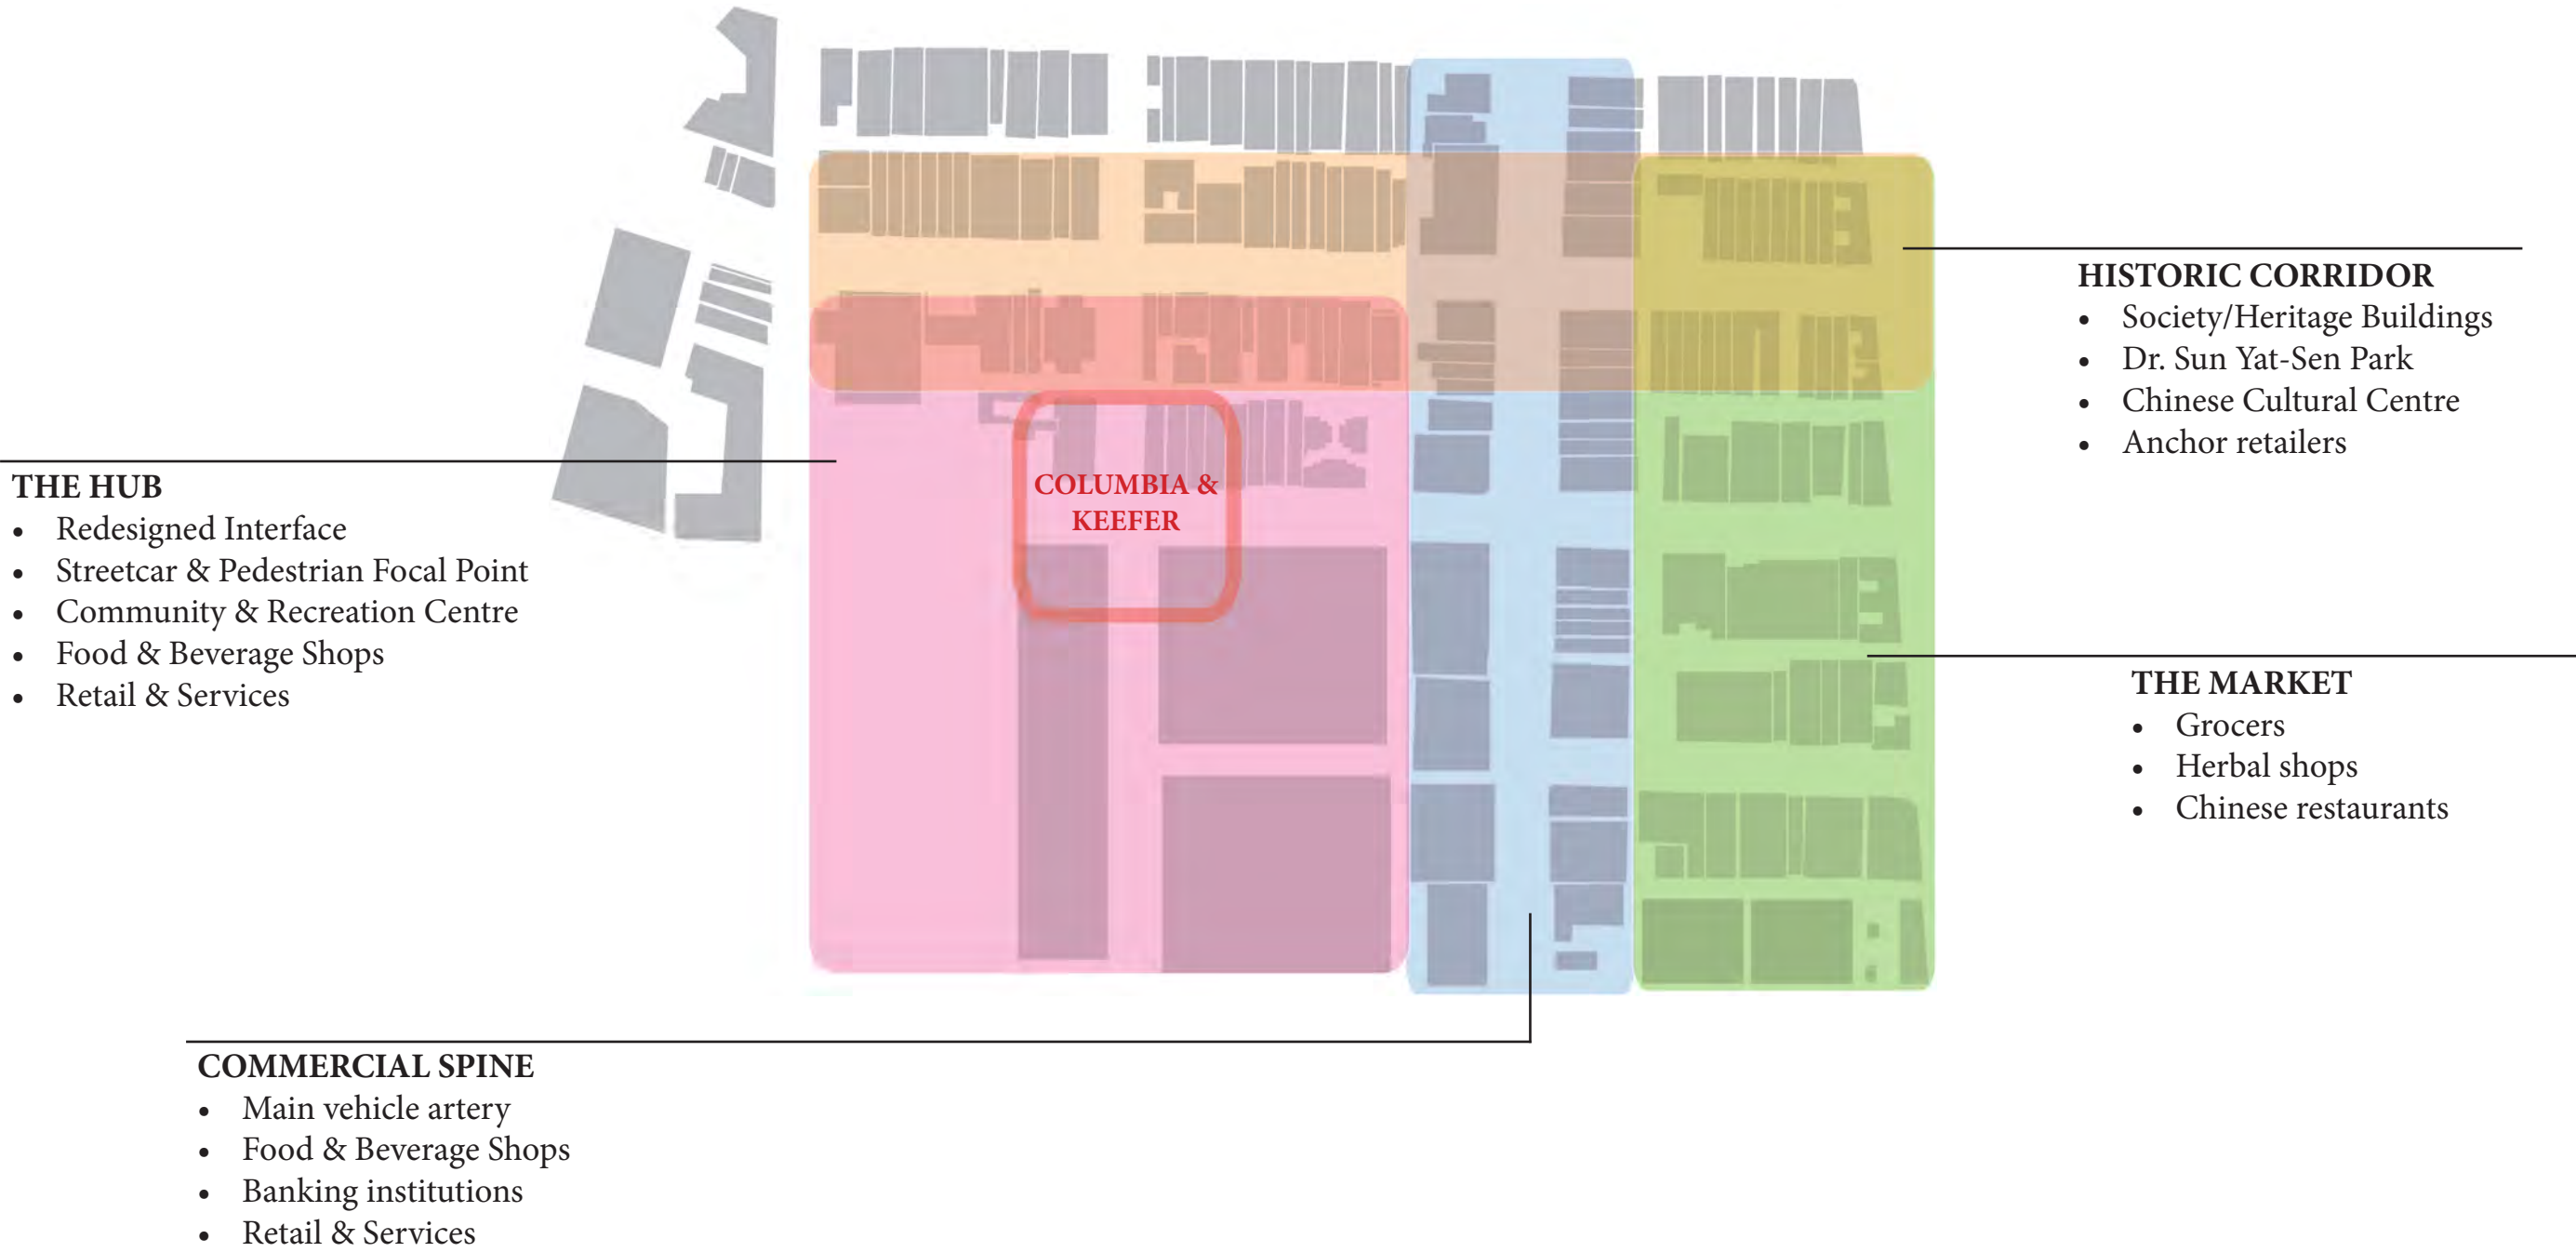 HISTORIC CORRIDOR
• Society/Heritage Buildings
• Dr. Sun Yat-Sen Park
• Chinese Cultural Centre
• Anchor retailers
THE HUB
• Redesigned Interface
• Streetcar & Pedestrian Focal Point
• Community & Recreation Centre
• Food & Beverage Shops
• Retail & Services
COLUMBIA &
KEEFER
THE MARKET
• Grocers
• Herbal shops
• Chinese restaurants
COMMERCIAL SPINE
• Main vehicle artery
• Food & Beverage Shops
• Banking institutions
• Retail & Services